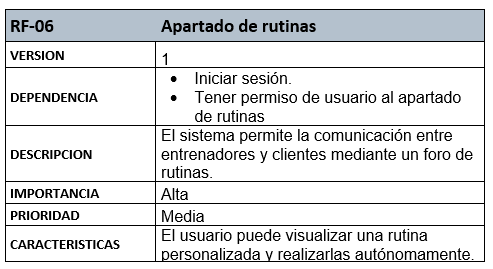 RF-06 Apartado de rutinas
VERSION 1
• Iniciar sesión.
DEPENDENCIA • Tener permiso de usuario al apartado
de rutinas
El sistema permite la comunicación entre
DESCRIPCION entrenadores y clientes mediante un foro de
rutinas.
IMPORTANCIA Alta
PRIORIDAD Media
CARACTERISTICAS El usuario puede visualizar una rutina
personalizada y realizarlas autónomamente.